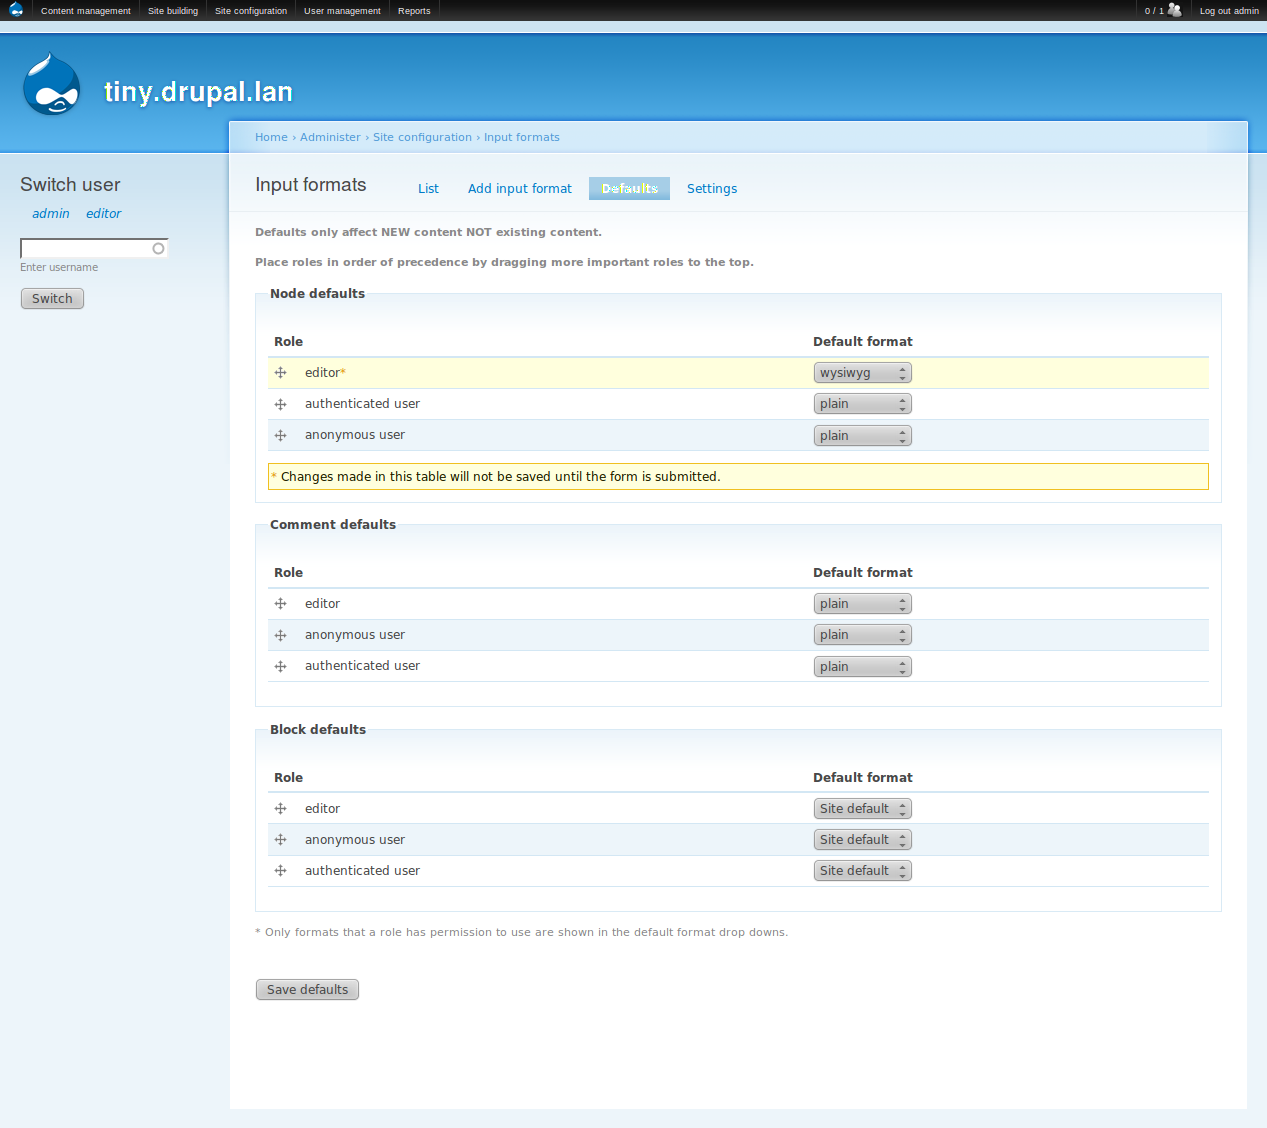 Content management Site building Site configuration User management Reports 0 / 1 Log out admin
tiny.drupal.lan
Home › Administer › Site configuration › Input formats
Switch user
admin editor
Enter username
Switch
Input formats List Add input format Defaults Settings
Defaults only affect NEW content NOT existing content.
Place roles in order of precedence by dragging more important roles to the top.
Node defaults
Role Default format
editor* wysiwyg
authenticated user plain
anonymous user plain
* Changes made in this table will not be saved until the form is submitted.
Comment defaults
Role Default format
editor plain
anonymous user plain
authenticated user plain
Block defaults
Role Default format
editor Site default
anonymous user Site default
authenticated user Site default
* Only formats that a role has permission to use are shown in the default format drop downs.
Save defaults